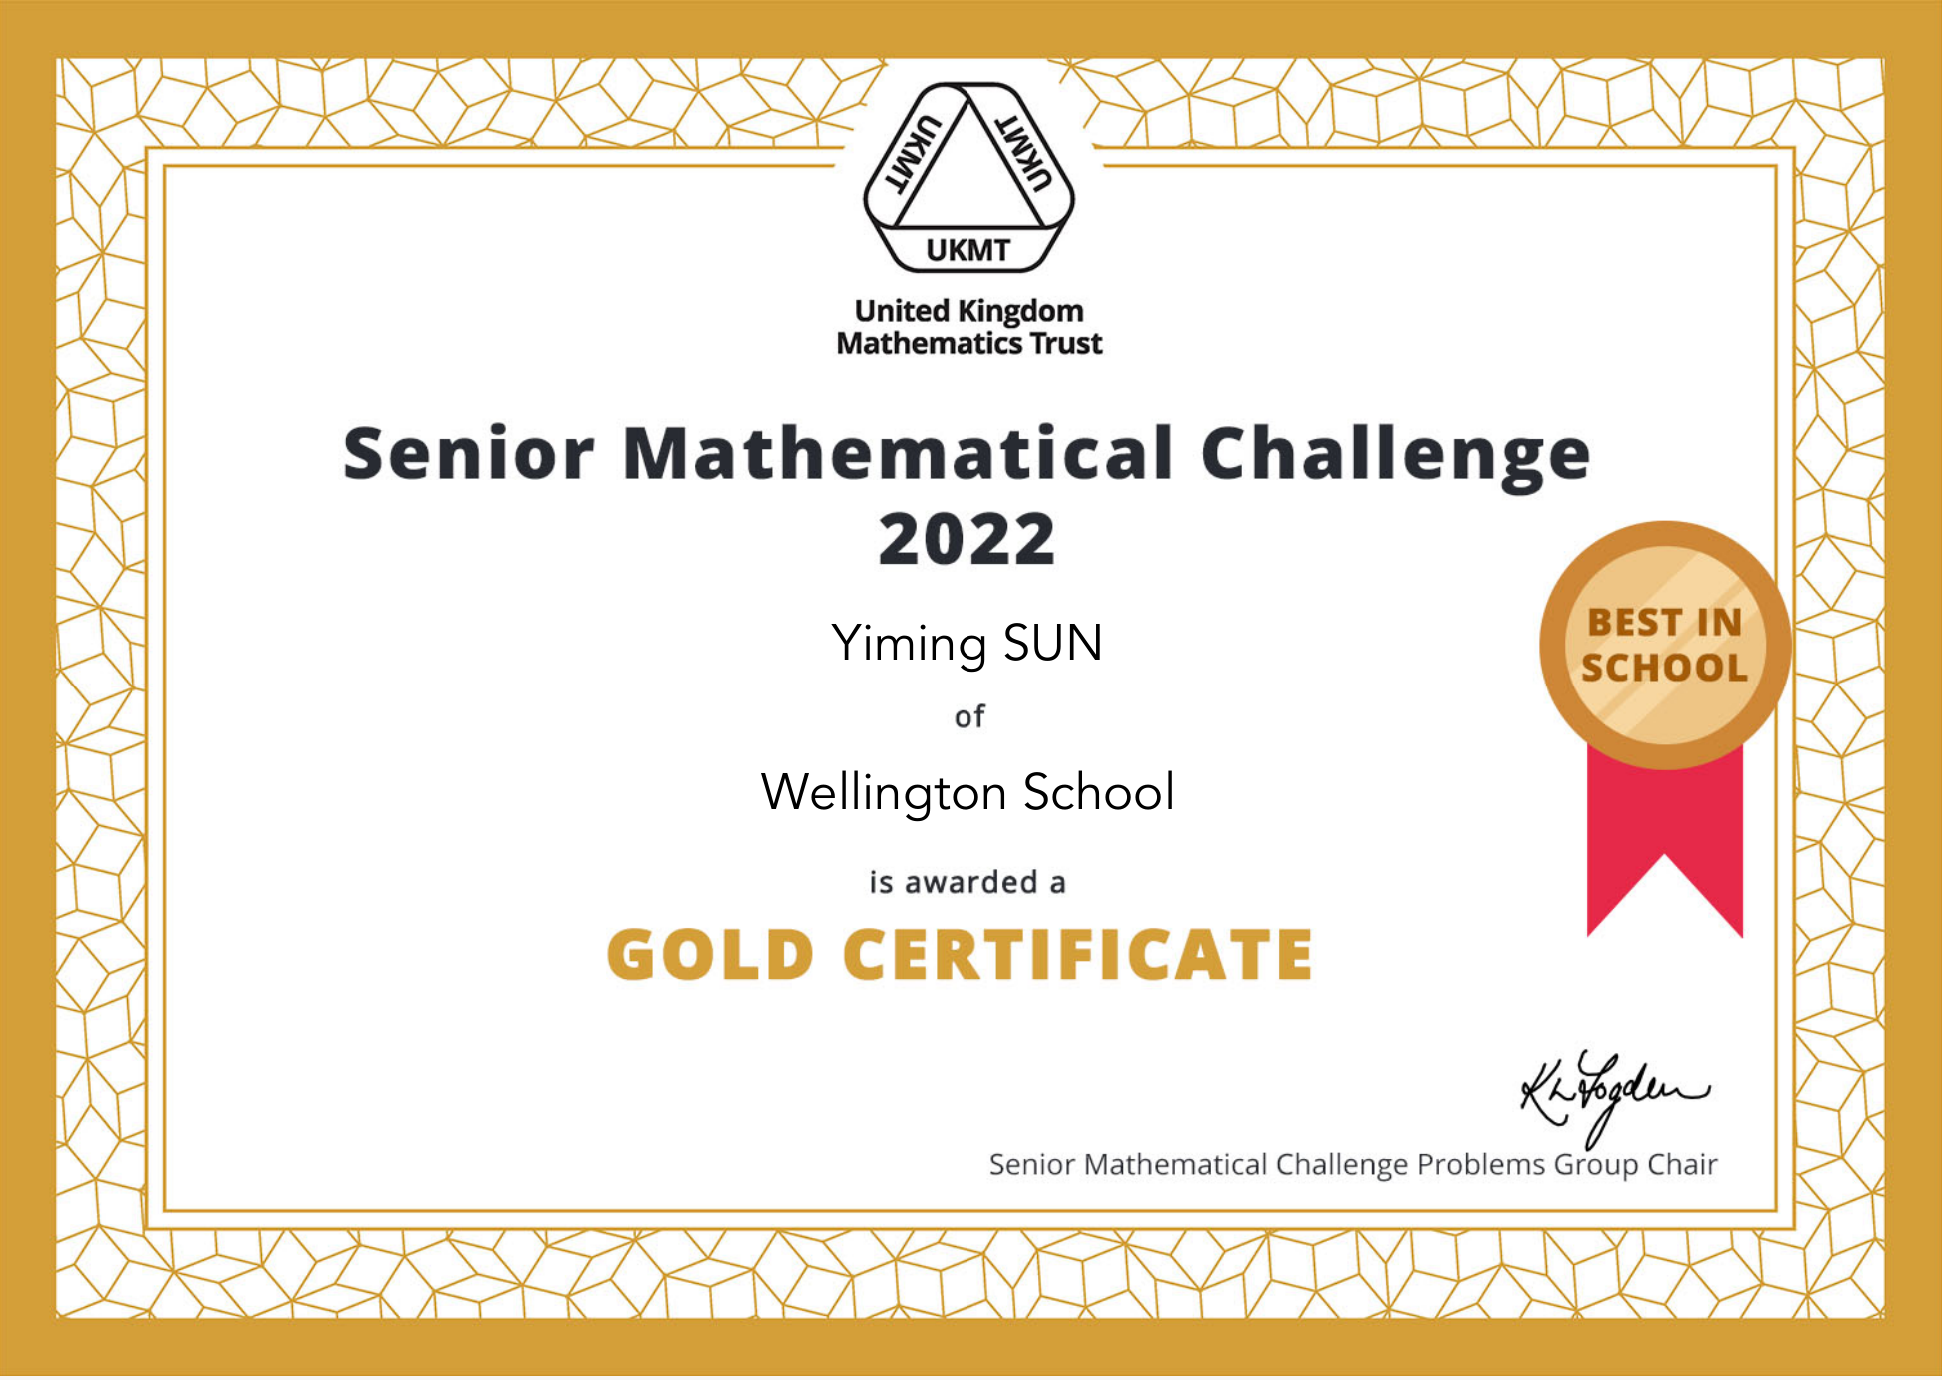 UKMT
UKMT
UKMT
United Kingdom
Mathematics Trust
Senior Mathematical Challenge
2022
Yiming SUN
of
Wellington School
BEST IN
SCHOOL
is awarded a
GOLD CERTIFICATE
Senior Mathematical Challenge Problems Group Chair